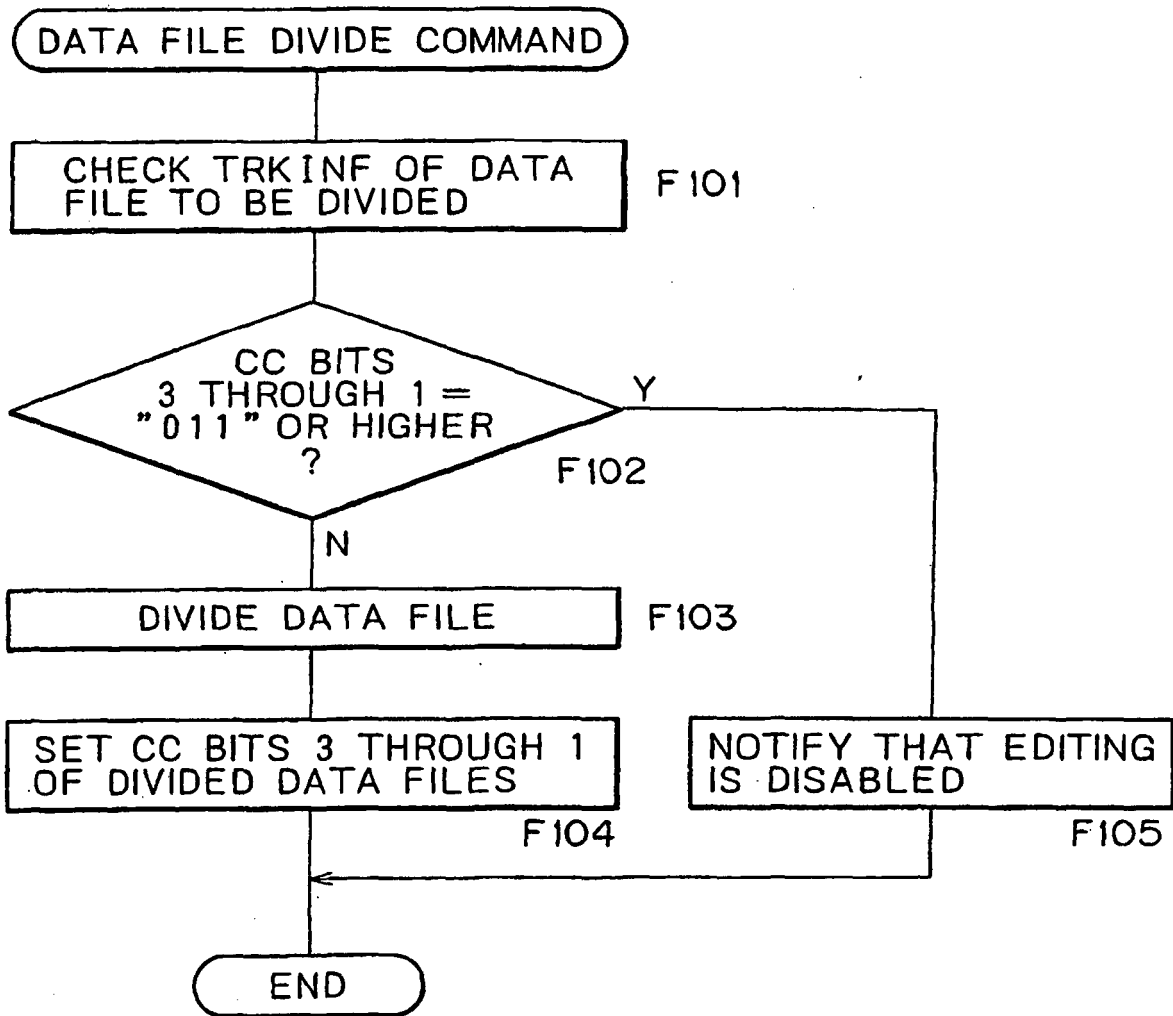 DATA FILE DIVIDE COMMAND
CHECK TRKINF OF DATA
FILE TO BE DIVIDED
F101
CC BITS
3 THROUGH 1 =
"011" OR HIGHER
?
Y
F102
N
DIVIDE DATA FILE
F103
SET CC BITS 3 THROUGH 1
OF DIVIDED DATA FILES
F104
NOTIFY THAT EDITING
IS DISABLED
F105
END